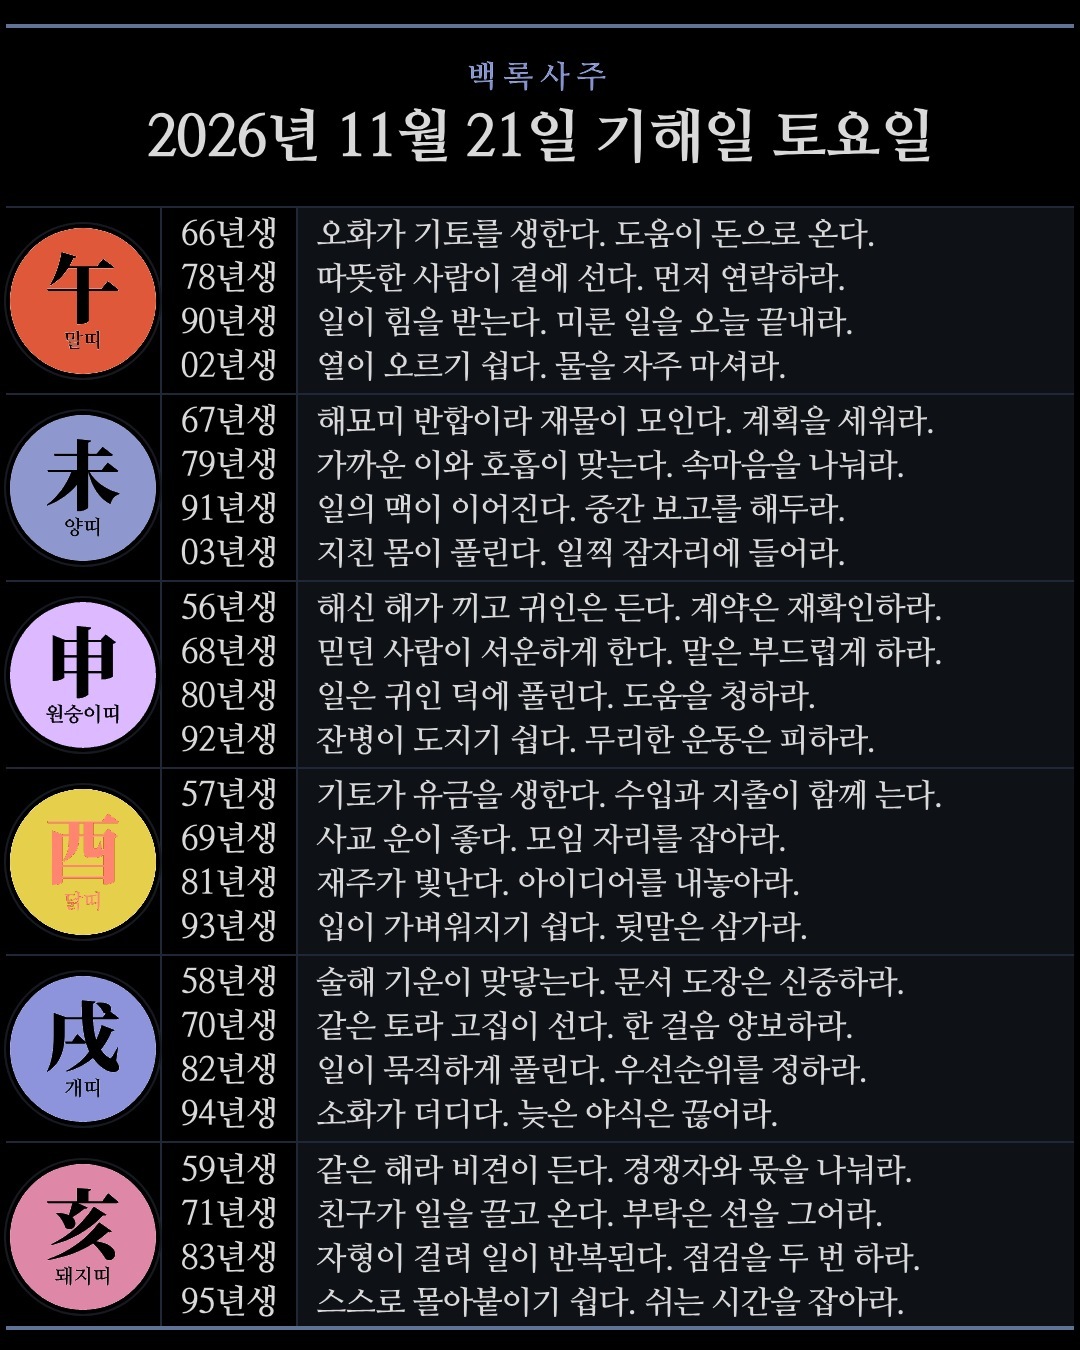 백록사주
2026년 11월 21일 기해일 토요일
午
말띠
66년생 오화가 기토를 생한다. 도움이 돈으로 온다.
78년생 따뜻한 사람이 곁에 선다. 먼저 연락하라.
90년생 일이 힘을 받는다. 미룬 일을 오늘 끝내라.
02년생 열이 오르기 쉽다. 물을 자주 마셔라.
未
양띠
67년생 해묘미 반합이라 재물이 모인다. 계획을 세워라.
79년생 가까운 이와 호흡이 맞는다. 속마음을 나눠라.
91년생 일의 맥이 이어진다. 중간 보고를 해두라.
03년생 지친 몸이 풀린다. 일찍 잠자리에 들어라.
申
원숭이띠
56년생 해신 해가 끼고 귀인은 든다. 계약은 재확인하라.
68년생 믿던 사람이 서운하게 한다. 말은 부드럽게 하라.
80년생 일은 귀인 덕에 풀린다. 도움을 청하라.
92년생 잔병이 도지기 쉽다. 무리한 운동은 피하라.
酉
닭띠
57년생 기토가 유금을 생한다. 수입과 지출이 함께 는다.
69년생 사교 운이 좋다. 모임 자리를 잡아라.
81년생 재주가 빛난다. 아이디어를 내놓아라.
93년생 입이 가벼워지기 쉽다. 뒷말은 삼가라.
戌
개띠
58년생 술해 기운이 맞닿는다. 문서 도장은 신중하라.
70년생 같은 토라 고집이 선다. 한 걸음 양보하라.
82년생 일이 묵직하게 풀린다. 우선순위를 정하라.
94년생 소화가 더디다. 늦은 야식은 끊어라.
亥
돼지띠
59년생 같은 해라 비견이 든다. 경쟁자와 몫을 나눠라.
71년생 친구가 일을 끌고 온다. 부탁은 선을 그어라.
83년생 자형이 걸려 일이 반복된다. 점검을 두 번 하라.
95년생 스스로 몰아붙이기 쉽다. 쉬는 시간을 잡아라.